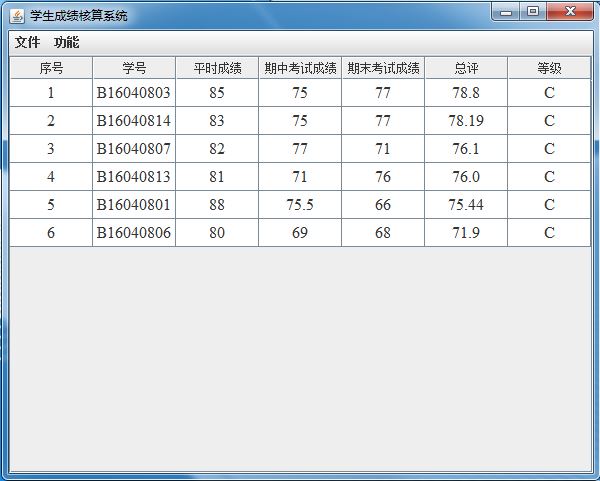 学生成绩核算系统
文件 功能
序号 学号 平时成绩 期中考试成绩 期末考试成绩 总评 等级
1 B16040803 85 75 77 78.8 C
2 B16040814 83 75 77 78.19 C
3 B16040807 82 77 71 76.1 C
4 B16040813 81 71 76 76.0 C
5 B16040801 88 75.5 66 75.44 C
6 B16040806 80 69 68 71.9 C